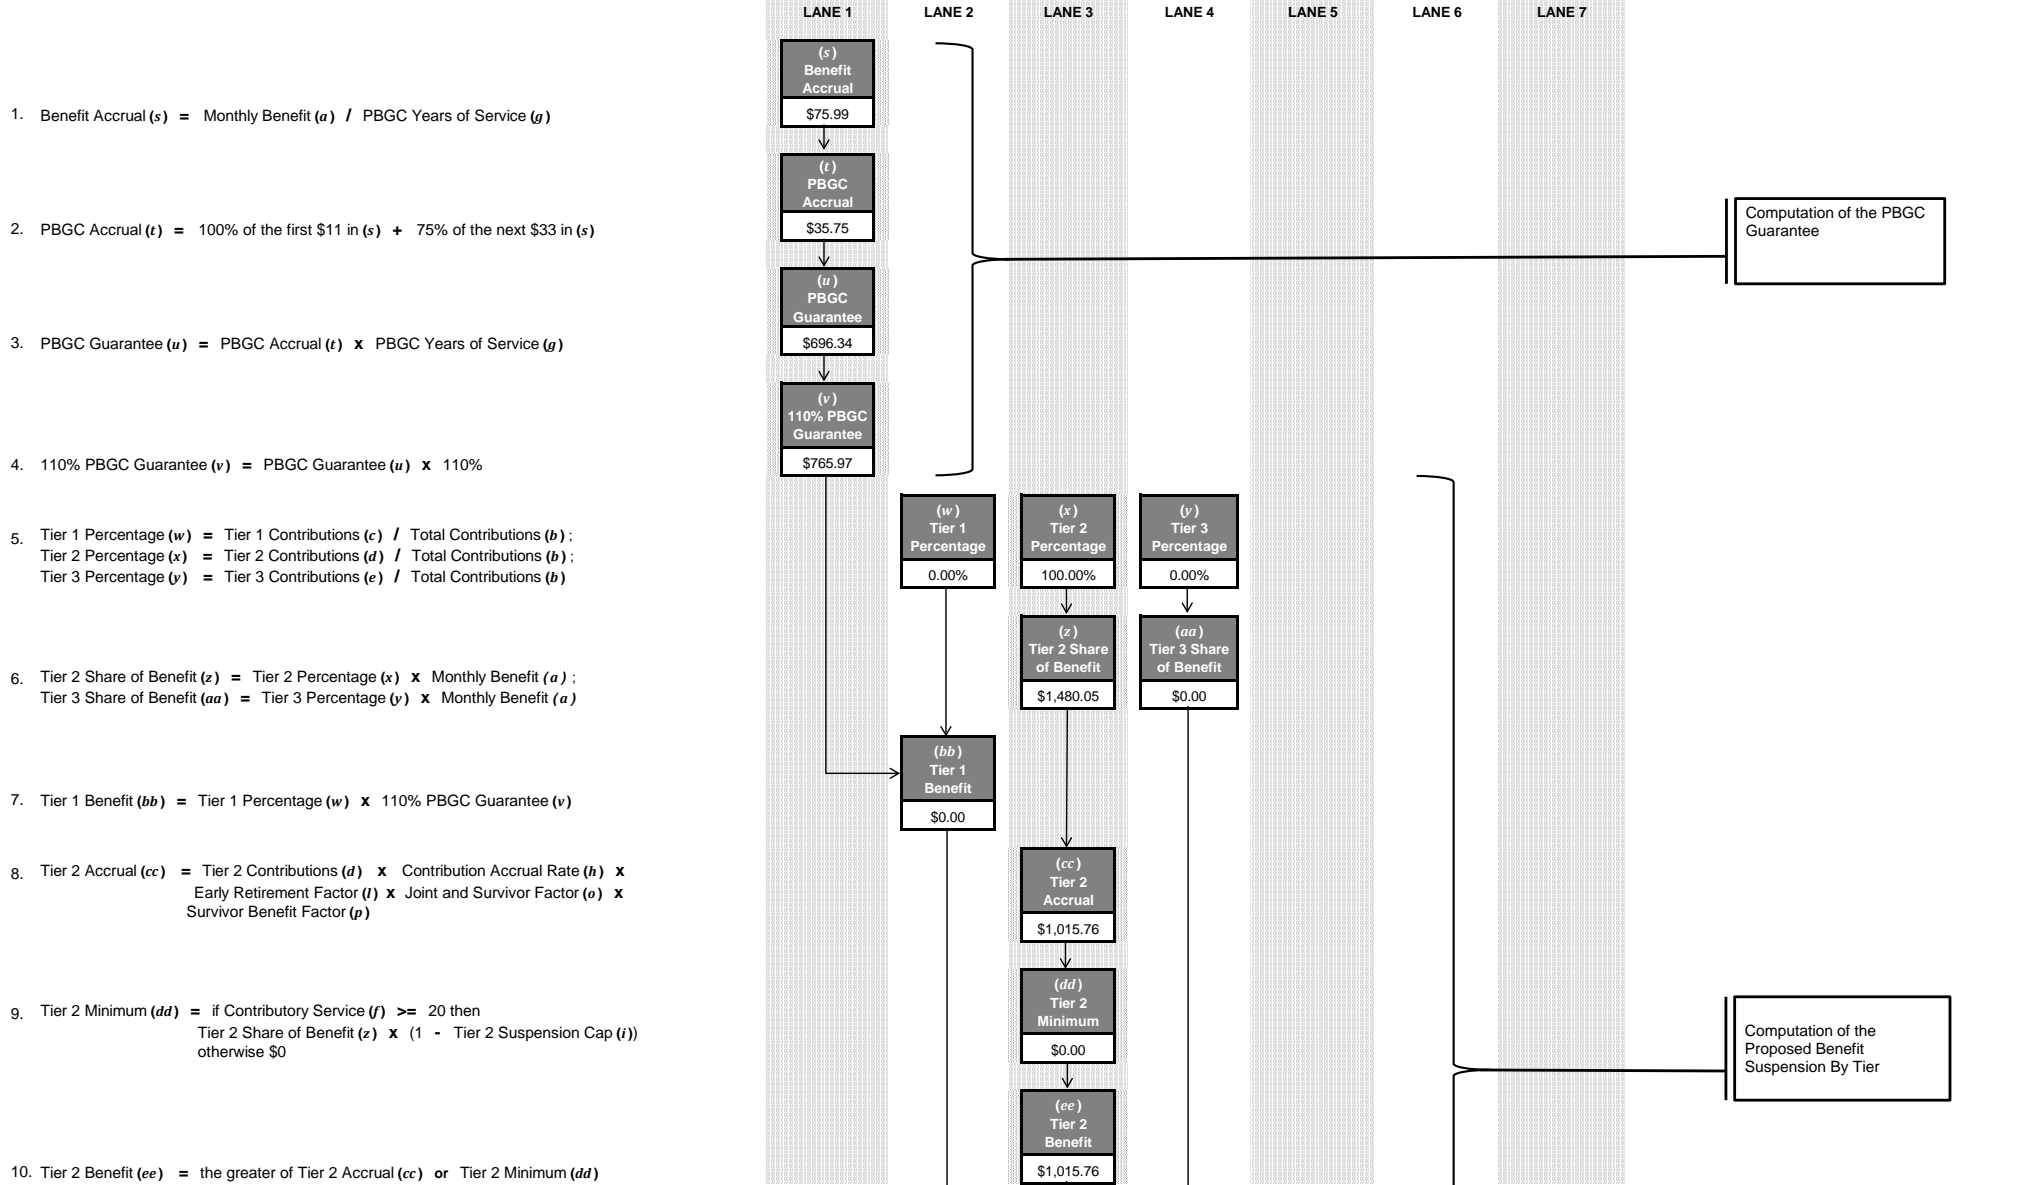 LANE 1 LANE 2 LANE 3 LANE 4 LANE 5 LANE 6 LANE 7
(s)
Benefit
Accrual
1. Benefit Accrual (s) = Monthly Benefit (a) / PBGC Years of Service (g)
$75.99
(t)
PBGC
Accrual
2. PBGC Accrual (t) = 100% of the first $11 in (s) + 75% of the next $33 in (s)
$35.75
Computation of the PBGC
Guarantee
(u)
PBGC
Guarantee
3. PBGC Guarantee (u) = PBGC Accrual (t) x PBGC Years of Service (g)
$696.34
(v)
110% PBGC
Guarantee
4. 110% PBGC Guarantee (v) = PBGC Guarantee (u) x 110%
$765.97
(w)
Tier 1
Percentage
0.00%
(x)
Tier 2
Percentage
100.00%
(y)
Tier 3
Percentage
0.00%
5. Tier 1 Percentage (w) = Tier 1 Contributions (c) / Total Contributions (b) ;
Tier 2 Percentage (x) = Tier 2 Contributions (d) / Total Contributions (b) ;
Tier 3 Percentage (y) = Tier 3 Contributions (e) / Total Contributions (b)
(z)
Tier 2 Share
of Benefit
$1,480.05
(aa)
Tier 3 Share
of Benefit
$0.00
6. Tier 2 Share of Benefit (z) = Tier 2 Percentage (x) x Monthly Benefit (a) ;
Tier 3 Share of Benefit (aa) = Tier 3 Percentage (y) x Monthly Benefit (a)
(bb)
Tier 1
Benefit
7. Tier 1 Benefit (bb) = Tier 1 Percentage (w) x 110% PBGC Guarantee (v)
$0.00
8. Tier 2 Accrual (cc) = Tier 2 Contributions (d) x Contribution Accrual Rate (h) x
Early Retirement Factor (l) x Joint and Survivor Factor (o) x
Survivor Benefit Factor (p)
(cc)
Tier 2
Accrual
$1,015.76
9. Tier 2 Minimum (dd) = if Contributory Service (f) >= 20 then
Tier 2 Share of Benefit (z) x (1 - Tier 2 Suspension Cap (i))
otherwise $0
(dd)
Tier 2
Minimum
$0.00
Computation of the
Proposed Benefit
Suspension By Tier
(ee)
Tier 2
Benefit
10. Tier 2 Benefit (ee) = the greater of Tier 2 Accrual (cc) or Tier 2 Minimum (dd)
$1,015.76